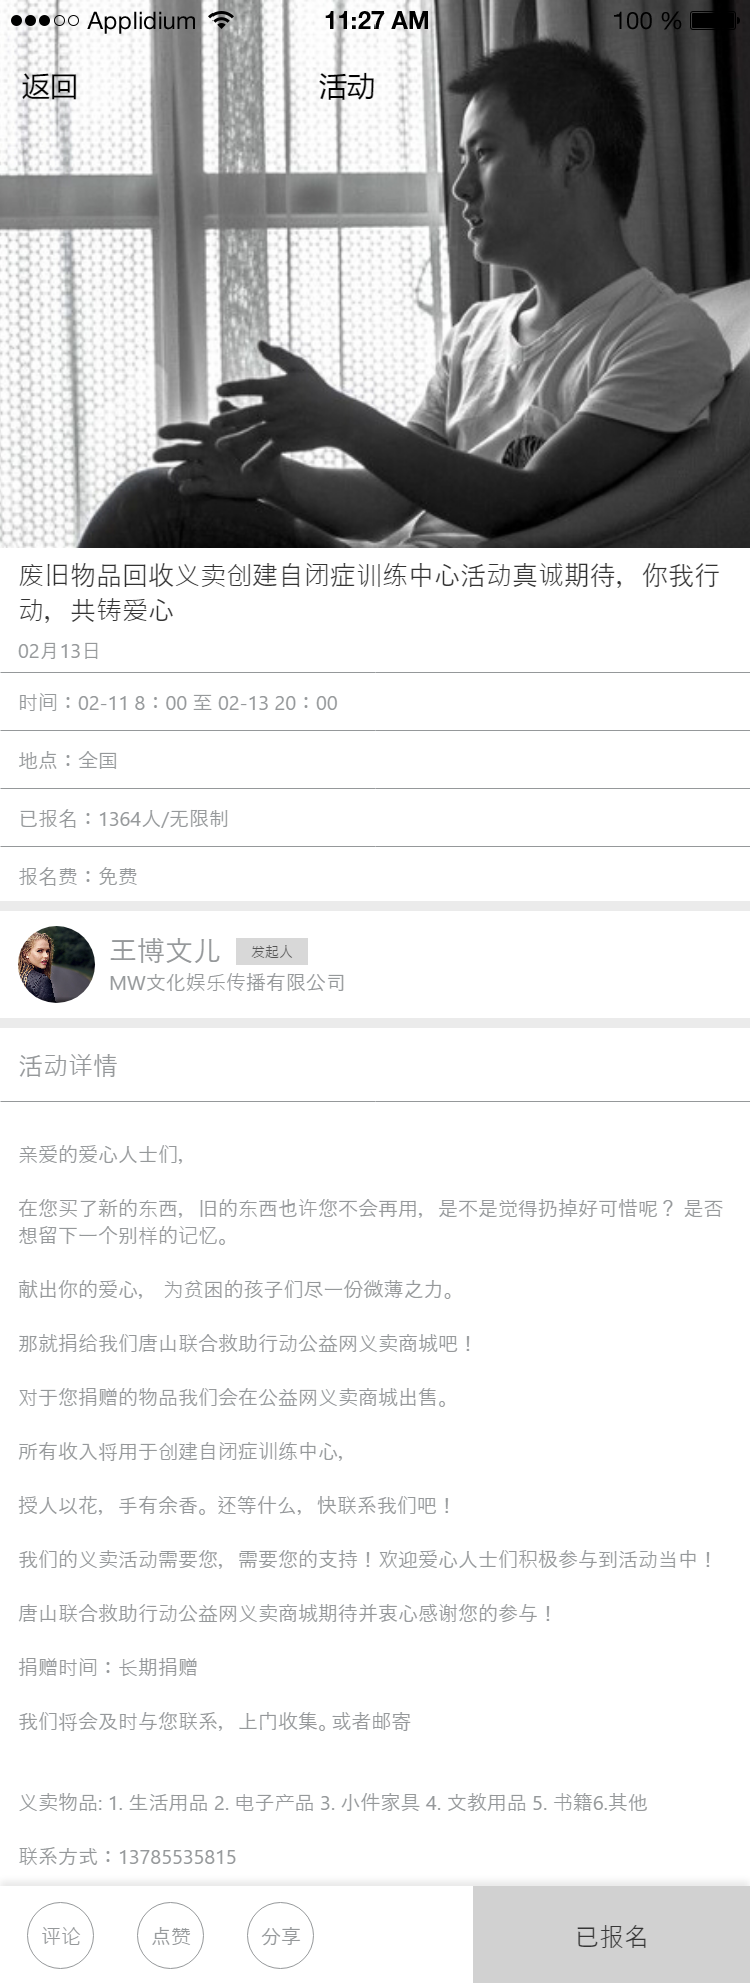 Applidium 11:27 AM 100 %
返回 活动
废旧物品回收义卖创建自闭症训练中心活动真诚期待，你我行
动，共铸爱心
02月13日
时间：02-11 8：00 至 02-13 20：00
地点：全国
已报名：1364人/无限制
报名费：免费
王博文儿 发起人
MW文化娱乐传播有限公司
活动详情
亲爱的爱心人士们，
在您买了新的东西，旧的东西也许您不会再用，是不是觉得扔掉好可惜呢？ 是否
想留下一个别样的记忆。
献出你的爱心， 为贫困的孩子们尽一份微薄之力。
那就捐给我们唐山联合救助行动公益网义卖商城吧！
对于您捐赠的物品我们会在公益网义卖商城出售。
所有收入将用于创建自闭症训练中心，
授人以花，手有余香。还等什么，快联系我们吧！
我们的义卖活动需要您，需要您的支持！欢迎爱心人士们积极参与到活动当中！
唐山联合救助行动公益网义卖商城期待并衷心感谢您的参与！
捐赠时间：长期捐赠
我们将会及时与您联系，上门收集。或者邮寄
义卖物品: 1. 生活用品 2. 电子产品 3. 小件家具 4. 文教用品 5. 书籍6.其他
联系方式：13785535815
评论 点赞 分享 已报名